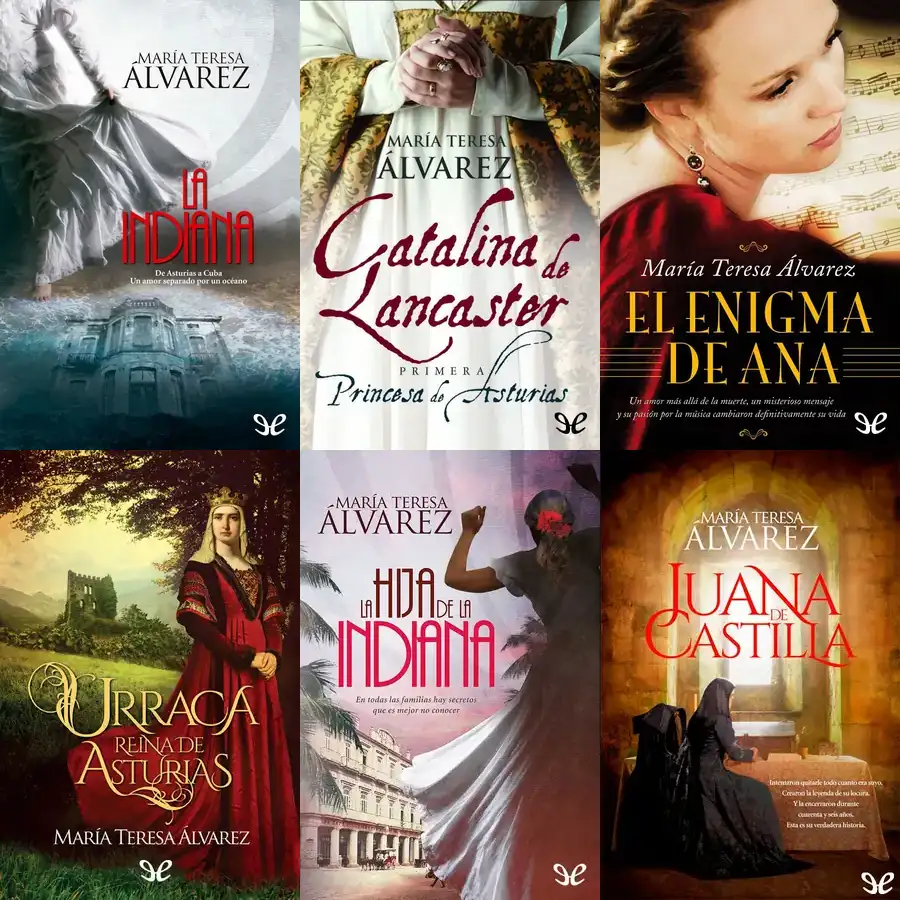 MARÍA TERESA
ÁLVAREZ
LA
INDIANA
De Asturias a Cuba
Un amor separado por un océano
MARÍA TERESA
ÁLVAREZ
Catalina de
Lancaster
PRIMERA
Princesa de Asturias
María Teresa Álvarez
EL ENIGMA
DE ANA
Un amor más allá de la muerte, un misterioso mensaje
y su pasión por la música cambiaron definitivamente su vida
URRACA
REINA DE
ASTURIAS
MARÍA TERESA ÁLVAREZ
MARÍA TERESA
ÁLVAREZ
LA HIJA DE LA
INDIANA
En todas las familias hay secretos
que es mejor no conocer
MARÍA TERESA
ÁLVAREZ
JUANA
DE
CASTILLA
Intentaron quitarle todo cuanto era suyo.
Crearon la leyenda de su locura.
Y la encerraron durante
cuarenta y seis años.
Esta es su verdadera historia.